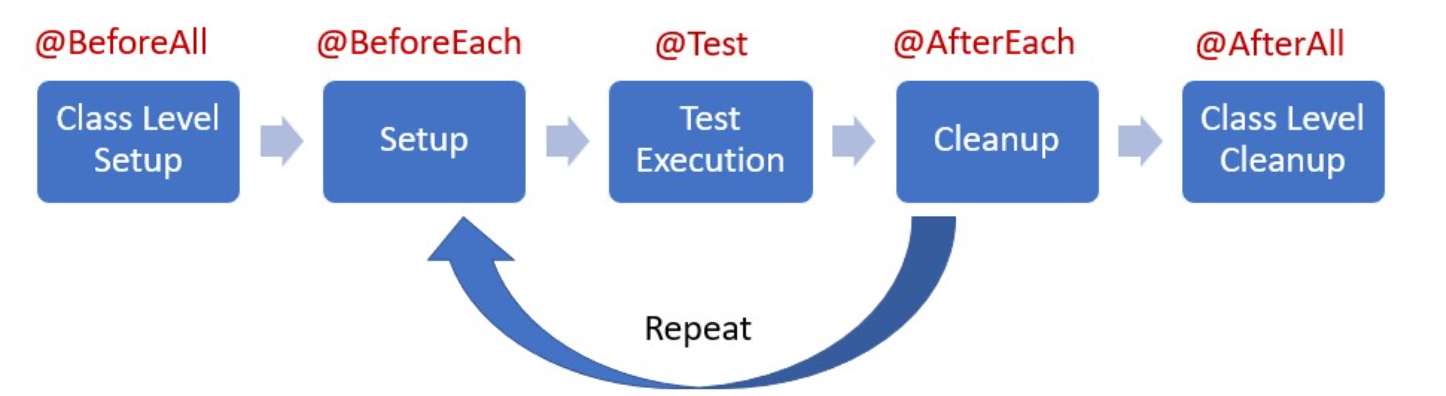 @BeforeAll
@BeforeEach
@Test
@AfterEach
@AfterAll
Class Level
Setup
Setup
Test
Execution
Cleanup
Class Level
Cleanup
Repeat